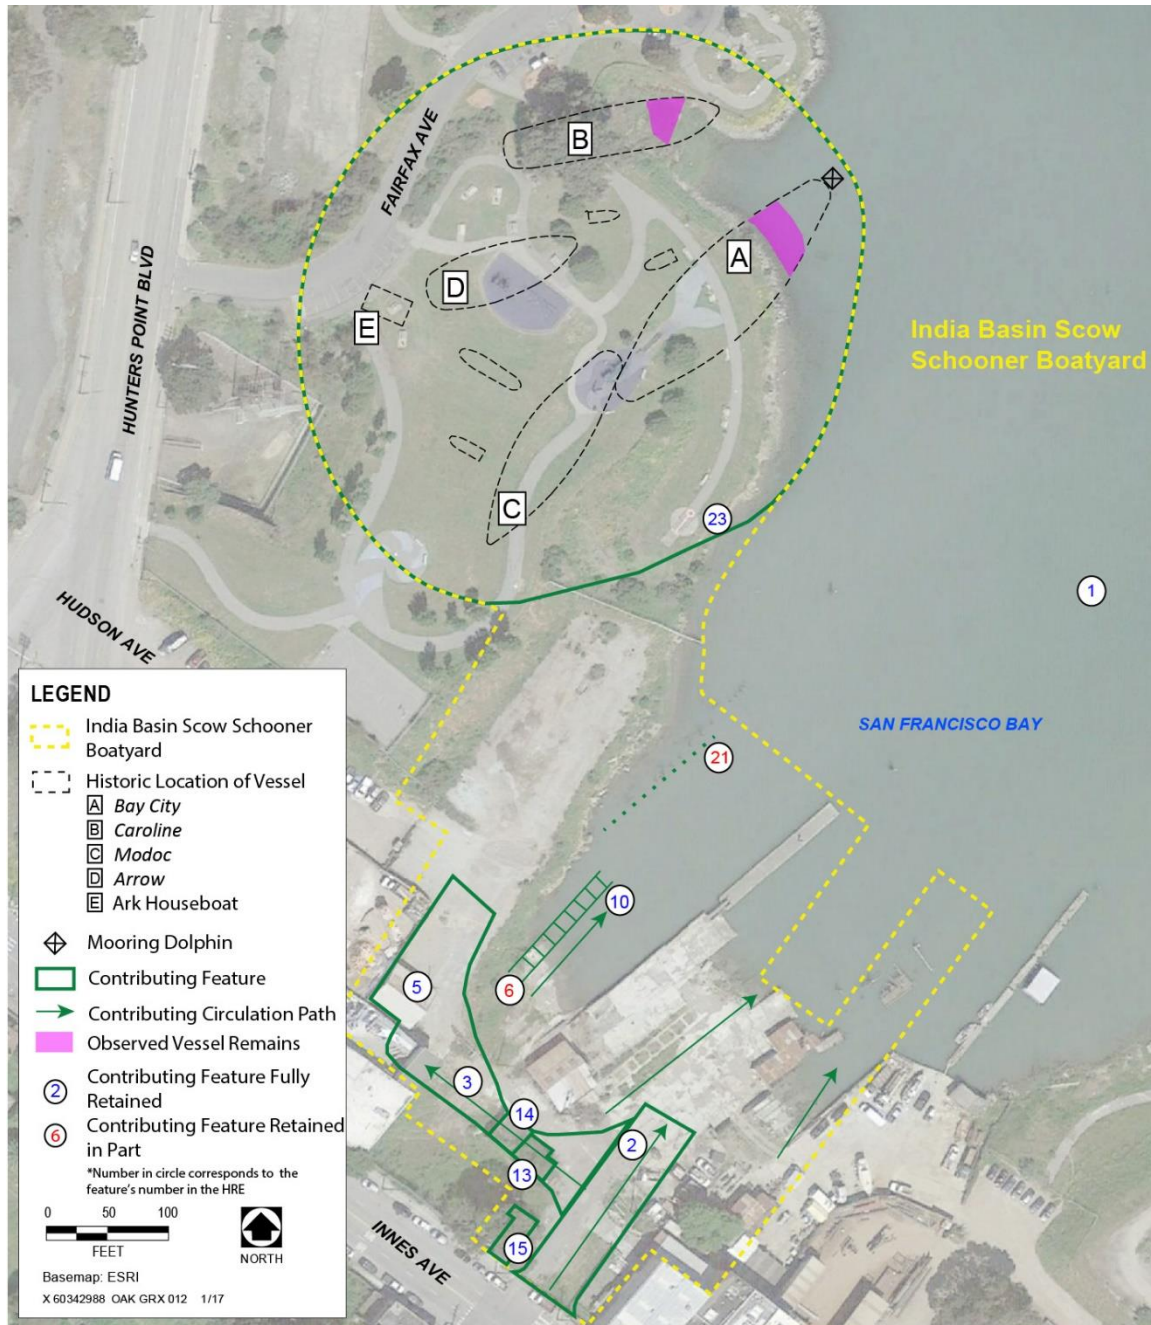 B
FAIRFAX AVE
A
D
E
HUNTERS POINT BLVD
India Basin Scow
Schooner Boatyard
C
23
1
HUDSON AVE
SAN FRANCISCO BAY
21
10
6
5
3
14
2
13
15
INNES AVE
LEGEND
India Basin Scow Schooner
Boatyard
Historic Location of Vessel
A Bay City
B Caroline
C Modoc
D Arrow
E Ark Houseboat
Mooring Dolphin
Contributing Feature
Contributing Circulation Path
Observed Vessel Remains
2 Contributing Feature Fully
Retained
6 Contributing Feature Retained
in Part
*Number in circle corresponds to the
feature's number in the HRE
0 50 100
FEET
NORTH
Basemap: ESRI
X 60342988 OAK GRX 012 1/17